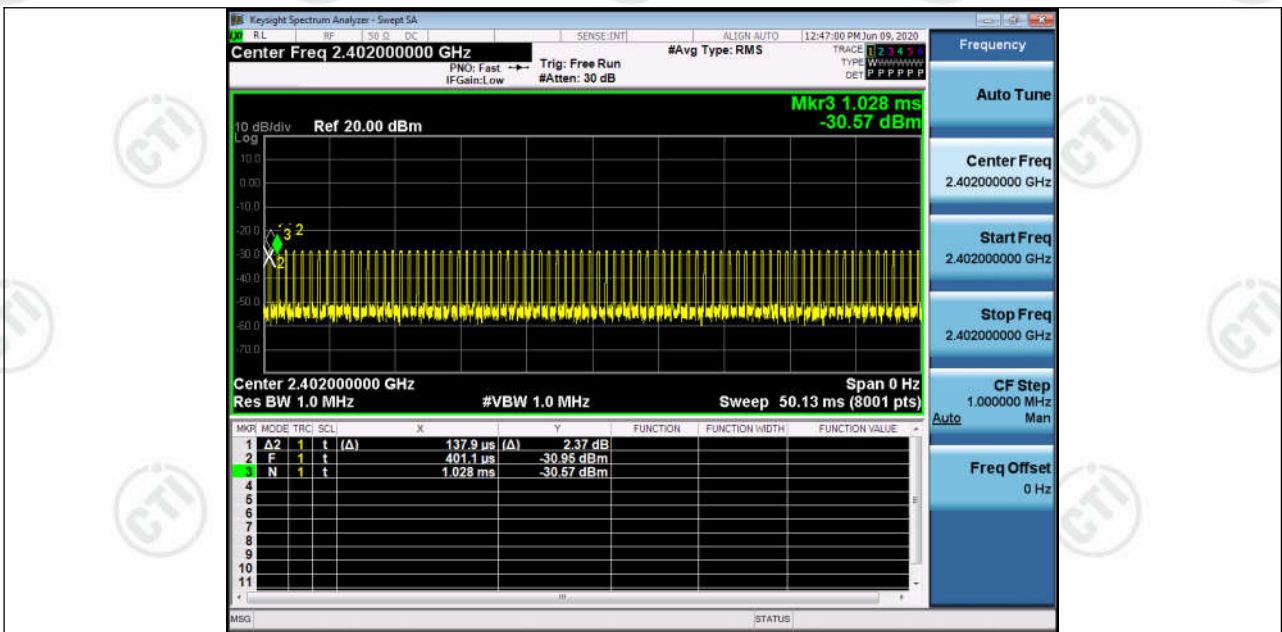 Keysight Spectrum Analyzer - Swept SA
RL RF 50 Ω DC SENSE:INT ALIGN AUTO 12:47:00 PM Jun 09, 2020
Center Freq 2.402000000 GHz
#Avg Type: RMS
TRACE 1 2 3 4 5 6
TYPE W
DET P P P P P P
PNO: Fast
IFGain:Low
Trig: Free Run
#Atten: 30 dB
Mkr3 1.028 ms
-30.57 dBm
10 dB/div Ref 20.00 dBm
Log
10.0
0.00
-10.0
-20.0
-30.0
-40.0
-50.0
-60.0
-70.0
3 2
2
Center 2.402000000 GHz Span 0 Hz
Res BW 1.0 MHz #VBW 1.0 MHz Sweep 50.13 ms (8001 pts)
MKR MODE TRC SCL X Y FUNCTION FUNCTION WIDTH FUNCTION VALUE
1 Δ2 1 t (Δ) 137.9 µs (Δ) 2.37 dB
2 F 1 t 401.1 µs -30.95 dBm
3 N 1 t 1.028 ms -30.57 dBm
4
5
6
7
8
9
10
11
MSG STATUS
Frequency
Auto Tune
Center Freq
2.402000000 GHz
Start Freq
2.402000000 GHz
Stop Freq
2.402000000 GHz
CF Step
1.000000 MHz
Auto Man
Freq Offset
0 Hz
CTI
CTI
CTI
CTI
CTI
CTI